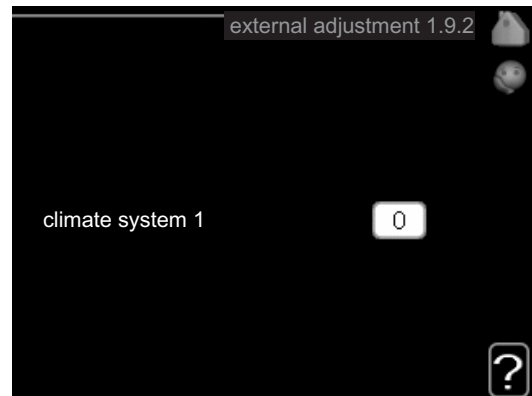 external adjustment 1.9.2
climate system 1
0
?